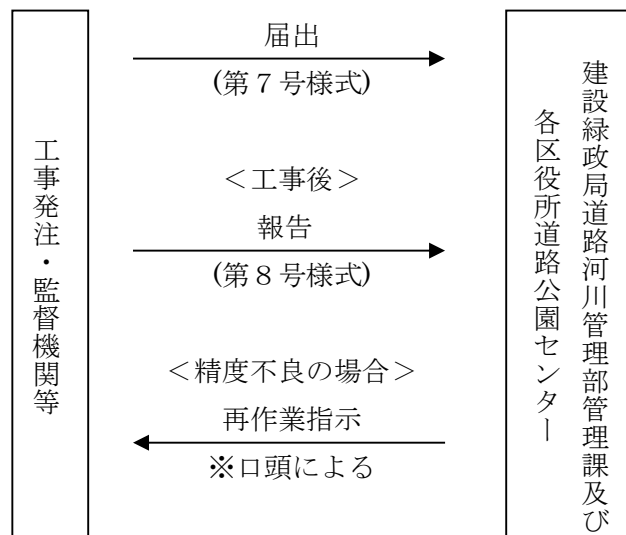 工事発注・監督機関等
届出
(第7号様式)
<工事後>
報告
(第8号様式)
<精度不良の場合>
再作業指示
※口頭による
建設緑政局道路河川管理部管理課及び
各区役所道路公園センター